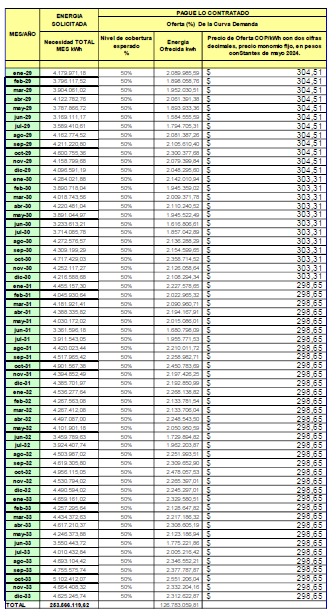 PAGUE LO CONTRATADO
MES/AÑO
ENERGIA SOLICITADA
Oferta (%) De la Curva Demanda
Necesidad TOTAL MES kWh
Nivel de cobertura esperado %
Energia Ofrecida kwh
Precio de Oferta COP/kWh con dos cifras decimales, precio monomio fijo, en pesos conStantes de mayo 2024.
ene-29 4.179.971,18 50% 2.089.985,59 $ 304,51
feb-29 3.796.117,52 50% 1.898.058,76 $ 304,51
mar-29 3.904.061,02 50% 1.952.030,51 $ 304,51
abr-29 4.122.782,76 50% 2.061.391,38 $ 304,51
may-29 3.787.866,72 50% 1.893.933,36 $ 304,51
jun-29 3.169.111,17 50% 1.584.555,59 $ 304,51
jul-29 3.589.410,61 50% 1.794.705,31 $ 304,51
ago-29 4.162.774,52 50% 2.081.387,26 $ 304,51
sep-29 4.211.220,80 50% 2.105.610,40 $ 304,51
oct-29 4.600.755,36 50% 2.300.377,68 $ 304,51
nov-29 4.158.799,68 50% 2.079.399,84 $ 304,51
dic-29 4.096.591,19 50% 2.048.295,60 $ 304,51
ene-30 4.284.021,88 50% 2.142.010,94 $ 303,31
feb-30 3.890.718,04 50% 1.945.359,02 $ 303,31
mar-30 4.018.743,56 50% 2.009.371,78 $ 303,31
abr-30 4.220.481,04 50% 2.110.240,52 $ 303,31
may-30 3.891.044,97 50% 1.945.522,49 $ 303,31
jun-30 3.233.613,21 50% 1.616.806,61 $ 303,31
jul-30 3.714.085,78 50% 1.857.042,89 $ 303,31
ago-30 4.272.576,57 50% 2.136.288,29 $ 303,31
sep-30 4.309.199,29 50% 2.154.599,65 $ 303,31
oct-30 4.717.429,03 50% 2.358.714,52 $ 303,31
nov-30 4.252.117,27 50% 2.126.058,64 $ 303,31
dic-30 4.216.588,68 50% 2.108.294,34 $ 303,31
ene-31 4.455.157,30 50% 2.227.578,65 $ 298,65
feb-31 4.045.930,64 50% 2.022.965,32 $ 298,65
mar-31 4.181.921,41 50% 2.090.960,71 $ 298,65
abr-31 4.388.335,82 50% 2.194.167,91 $ 298,65
may-31 4.030.172,02 50% 2.015.086,01 $ 298,65
jun-31 3.361.596,18 50% 1.680.798,09 $ 298,65
jul-31 3.911.543,05 50% 1.955.771,53 $ 298,65
ago-31 4.420.023,44 50% 2.210.011,72 $ 298,65
sep-31 4.517.965,42 50% 2.258.982,71 $ 298,65
oct-31 4.901.567,38 50% 2.450.783,69 $ 298,65
nov-31 4.394.852,49 50% 2.197.426,25 $ 298,65
dic-31 4.385.701,97 50% 2.192.850,99 $ 298,65
ene-32 4.536.277,64 50% 2.268.138,82 $ 298,65
feb-32 4.267.563,08 50% 2.133.781,54 $ 298,65
mar-32 4.267.412,08 50% 2.133.706,04 $ 298,65
abr-32 4.497.087,00 50% 2.248.543,50 $ 298,65
may-32 4.101.901,18 50% 2.050.950,59 $ 298,65
jun-32 3.459.769,63 50% 1.729.884,82 $ 298,65
jul-32 3.924.407,74 50% 1.962.203,87 $ 298,65
ago-32 4.503.987,02 50% 2.251.993,51 $ 298,65
sep-32 4.619.305,80 50% 2.309.652,90 $ 298,65
oct-32 4.956.115,05 50% 2.478.057,53 $ 298,65
nov-32 4.530.794,02 50% 2.265.397,01 $ 298,65
dic-32 4.490.594,02 50% 2.245.297,01 $ 298,65
ene-33 4.659.161,02 50% 2.329.580,51 $ 298,65
feb-33 4.257.295,64 50% 2.128.647,82 $ 298,65
mar-33 4.434.372,63 50% 2.217.186,32 $ 298,65
abr-33 4.617.210,37 50% 2.308.605,19 $ 298,65
may-33 4.246.373,88 50% 2.123.186,94 $ 298,65
jun-33 3.550.443,72 50% 1.775.221,86 $ 298,65
jul-33 4.010.432,84 50% 2.005.216,42 $ 298,65
ago-33 4.693.104,42 50% 2.346.552,21 $ 298,65
sep-33 4.755.575,74 50% 2.377.787,87 $ 298,65
oct-33 5.102.412,07 50% 2.551.206,04 $ 298,65
nov-33 4.664.408,32 50% 2.332.204,16 $ 298,65
dic-33 4.625.245,74 50% 2.312.622,87 $ 298,65
TOTAL 253.566.119,62 126.783.059,81